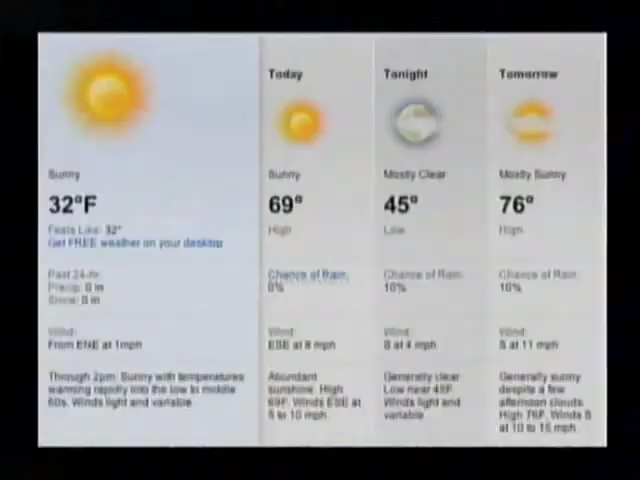 Today
Tonight
Tomorrow
Sunny
Sunny
Mostly Clear
Mostly Sunny
32°F
69°
45°
76°
Feels Like: 32°
High
Low
High
Get FREE weather on your desktop
Past 24-hr:
Precip: 0 in
Snow: 0 in
Chance of Rain:
0%
Chance of Rain:
10%
Chance of Rain:
10%
Wind:
From ENE at 1mph
Wind:
ESE at 8 mph
Wind:
S at 4 mph
Wind:
S at 11 mph
Through 2pm: Sunny with temperatures
warming rapidly into the low to middle
60s. Winds light and variable.
Abundant
sunshine. High
69F. Winds ESE at
5 to 10 mph.
Generally clear.
Low near 45F.
Winds light and
variable.
Generally sunny
despite a few
afternoon clouds.
High 76F. Winds S
at 10 to 15 mph.